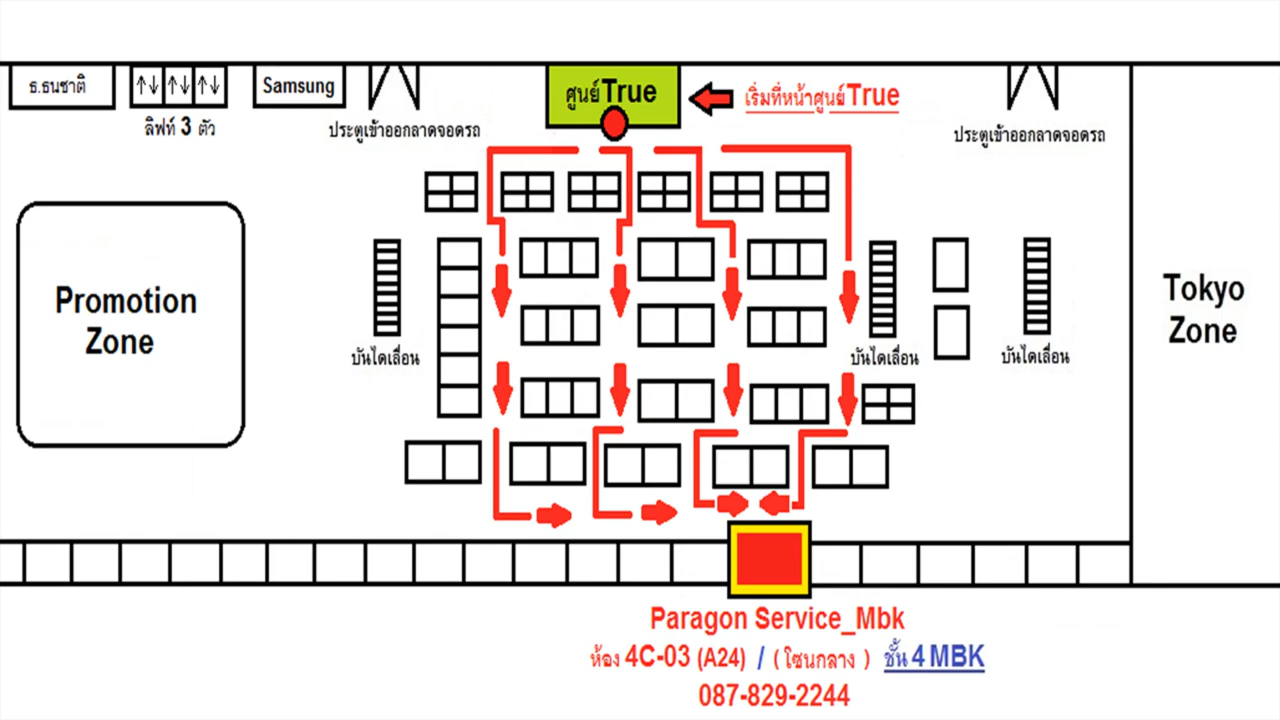 ธ.ธนชาติ
↑↓ ↑↓ ↑↓
ลิฟท์ 3 ตัว
Samsung
ประตูเข้าออกลาดจอดรถ
ศูนย์ True
เริ่มที่หน้าศูนย์ True
ประตูเข้าออกลาดจอดรถ
Promotion
Zone
บันไดเลื่อน
บันไดเลื่อน
บันไดเลื่อน
Tokyo
Zone
Paragon Service_Mbk
ห้อง 4C-03 (A24) / ( โซนกลาง ) ชั้น 4 MBK
087-829-2244